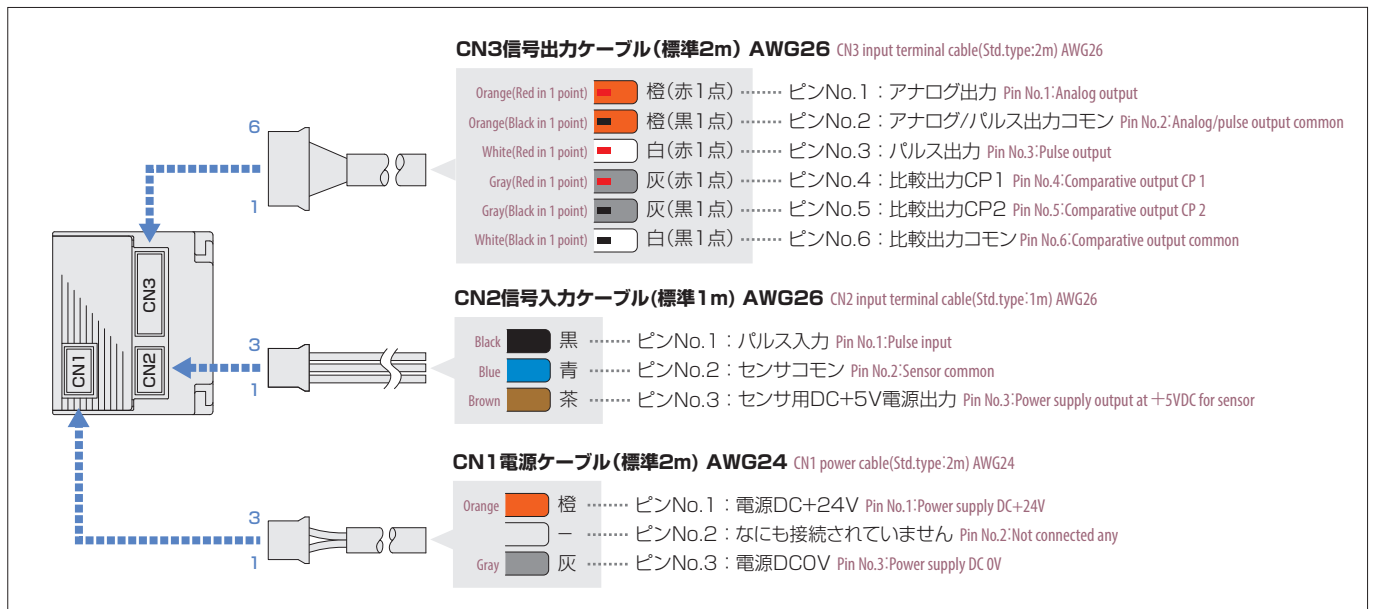 CN3信号出力ケーブル(標準2m) AWG26 CN3 input terminal cable(Std.type:2m) AWG26
Orange(Red in 1 point) 橙(赤1点) ········ ピンNo.1：アナログ出力 Pin No.1:Analog output
Orange(Black in 1 point) 橙(黒1点) ········ ピンNo.2：アナログ/パルス出力コモン Pin No.2:Analog/pulse output common
White(Red in 1 point) 白(赤1点) ········ ピンNo.3：パルス出力 Pin No.3:Pulse output
Gray(Red in 1 point) 灰(赤1点) ········ ピンNo.4：比較出力CP1 Pin No.4:Comparative output CP 1
Gray(Black in 1 point) 灰(黒1点) ········ ピンNo.5：比較出力CP2 Pin No.5:Comparative output CP 2
White(Black in 1 point) 白(黒1点) ········ ピンNo.6：比較出力コモン Pin No.6:Comparative output common
6
1
CN3
CN2
CN1
CN2信号入力ケーブル(標準1m) AWG26 CN2 input terminal cable(Std.type:1m) AWG26
Black 黒 ········ ピンNo.1：パルス入力 Pin No.1:Pulse input
Blue 青 ········ ピンNo.2：センサコモン Pin No.2:Sensor common
Brown 茶 ········ ピンNo.3：センサ用DC+5V電源出力 Pin No.3:Power supply output at +5VDC for sensor
3
1
CN1電源ケーブル(標準2m) AWG24 CN1 power cable(Std.type:2m) AWG24
Orange 橙 ········ ピンNo.1：電源DC+24V Pin No.1:Power supply DC+24V
− ········ ピンNo.2：なにも接続されていません Pin No.2:Not connected any
Gray 灰 ········ ピンNo.3：電源DC0V Pin No.3:Power supply DC 0V
3
1